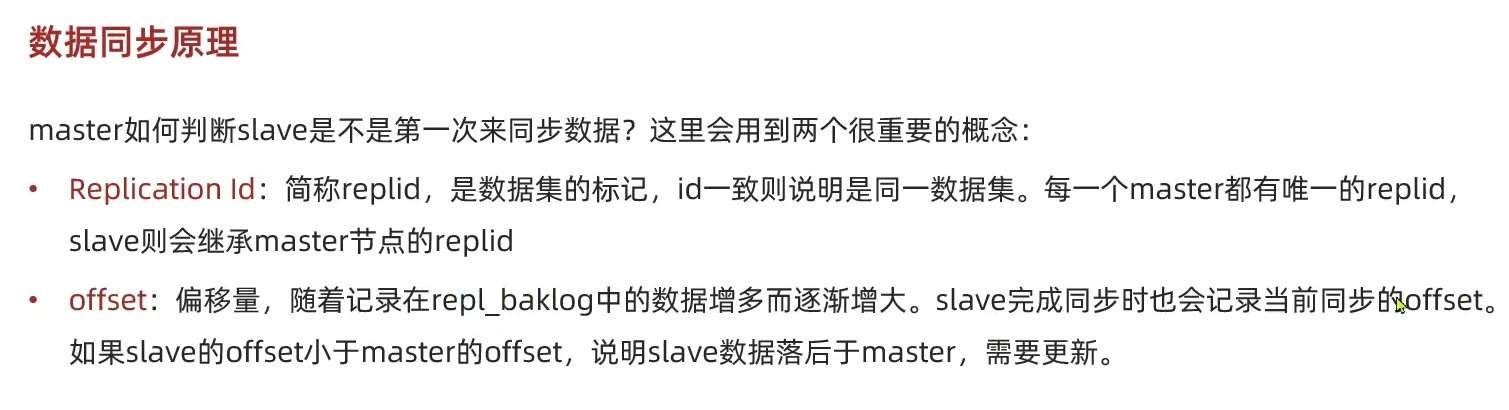 数据同步原理
master如何判断slave是不是第一次来同步数据？这里会用到两个很重要的概念：
• Replication Id：简称replid，是数据集的标记，id一致则说明是同一数据集。每一个master都有唯一的replid，
slave则会继承master节点的replid
• offset：偏移量，随着记录在repl_baklog中的数据增多而逐渐增大。slave完成同步时也会记录当前同步的offset。
如果slave的offset小于master的offset，说明slave数据落后于master，需要更新。